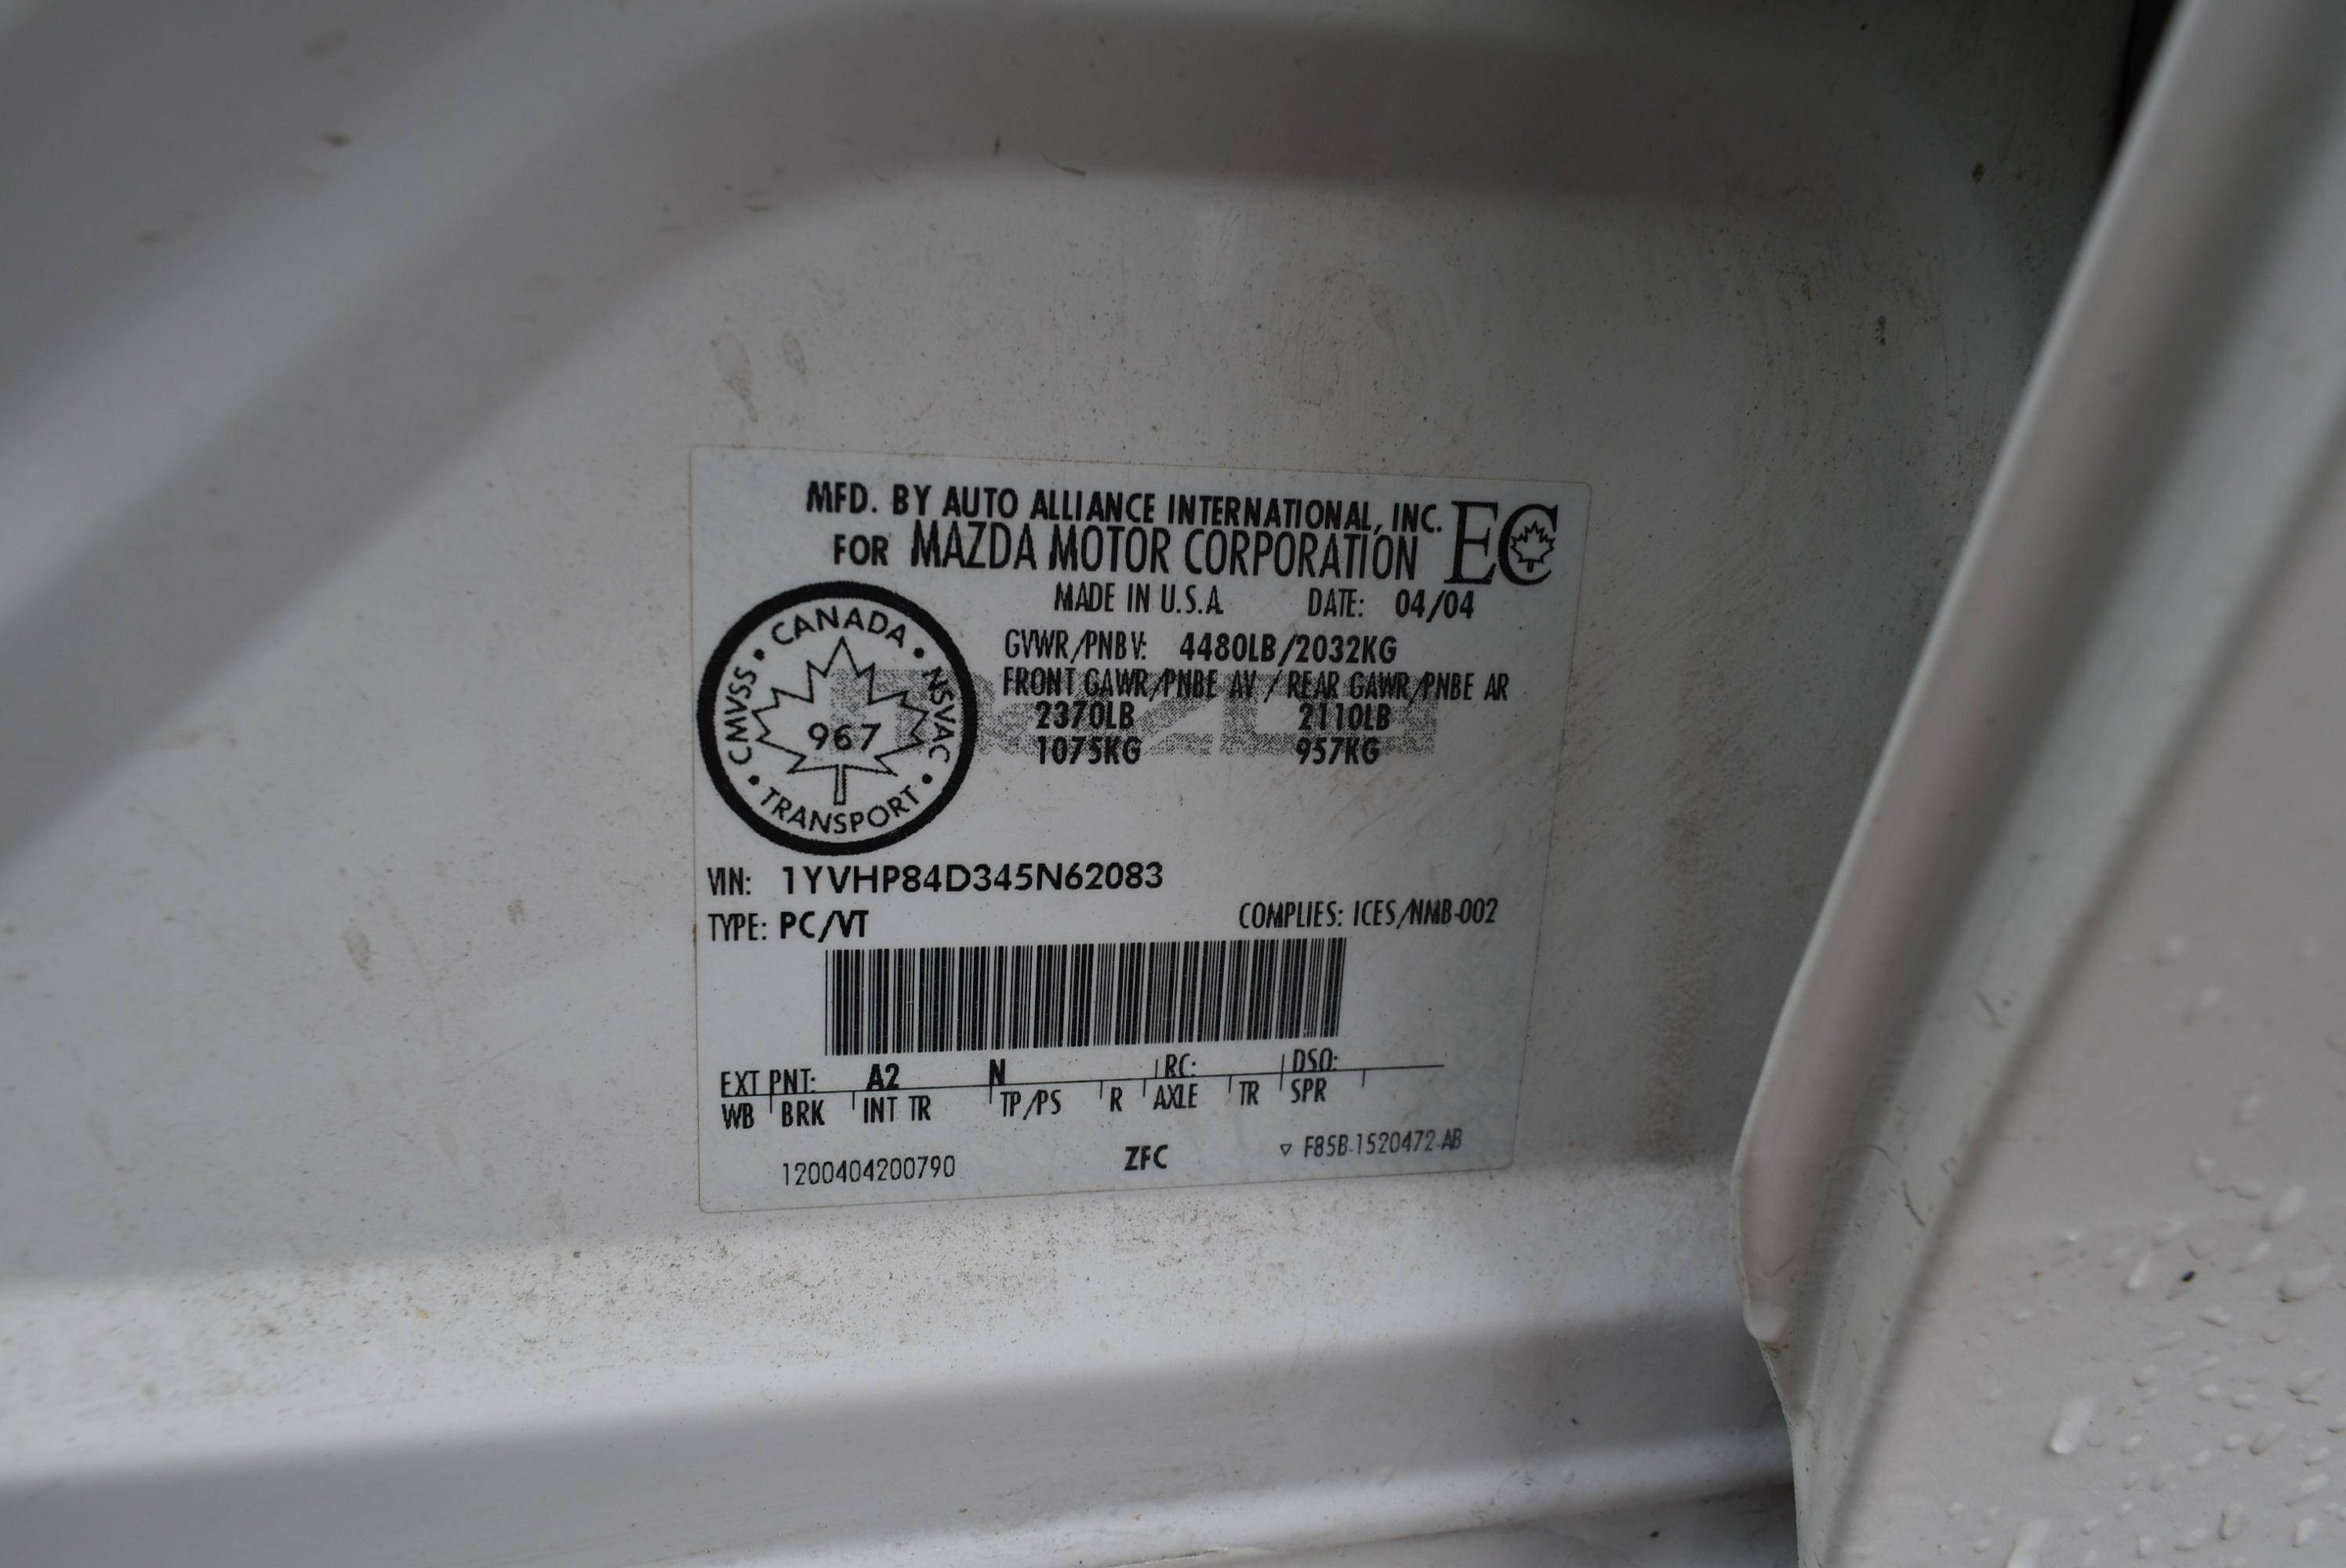 MFD. BY AUTO ALLIANCE INTERNATIONAL, INC.
FOR MAZDA MOTOR CORPORATION
EC
MADE IN U.S.A. DATE: 04/04
GVWR/PNBV: 4480LB/2032KG
FRONT GAWR/PNBE AV / REAR GAWR/PNBE AR
2370LB 2110LB
1075KG 957KG
CANADA
CMVSS
NSVAC
967
TRANSPORT
VIN: 1YVHP84D345N62083
TYPE: PC/VT COMPLIES: ICES/NMB-002
EXT PNT: A2 N RC: DSO:
WB BRK INT TR TP/PS R AXLE TR SPR
1200404200790 ZFC F85B-1520472-AB